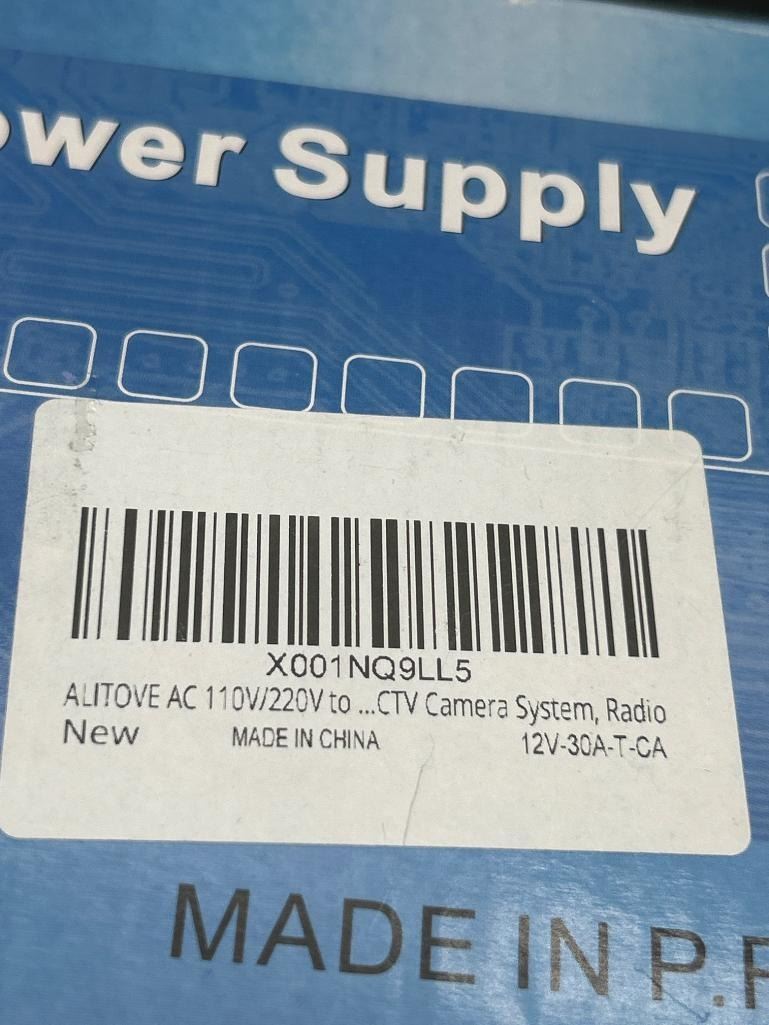 ower Supply
X001NQ9LL5
ALITOVE AC 110V/220V to ...CTV Camera System, Radio
New MADE IN CHINA 12V-30A-T-CA
MADE IN P.